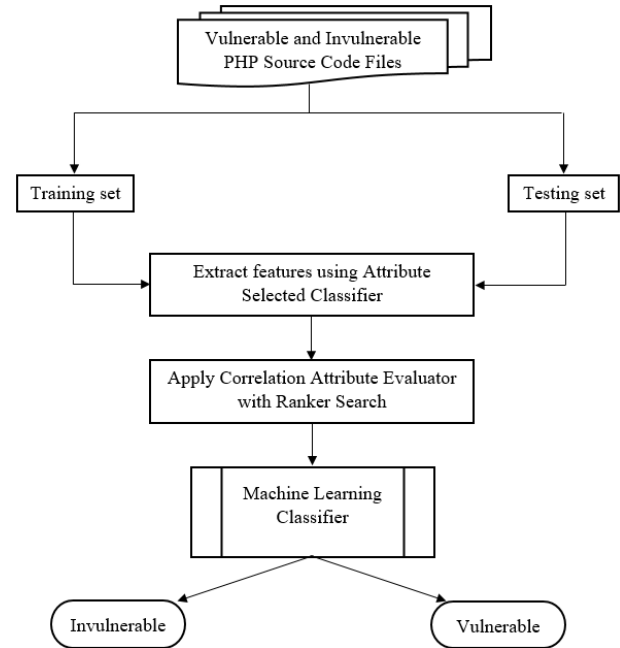 Vulnerable and Invulnerable
PHP Source Code Files
Training set
Testing set
Extract features using Attribute
Selected Classifier
Apply Correlation Attribute Evaluator
with Ranker Search
Machine Learning
Classifier
Invulnerable
Vulnerable